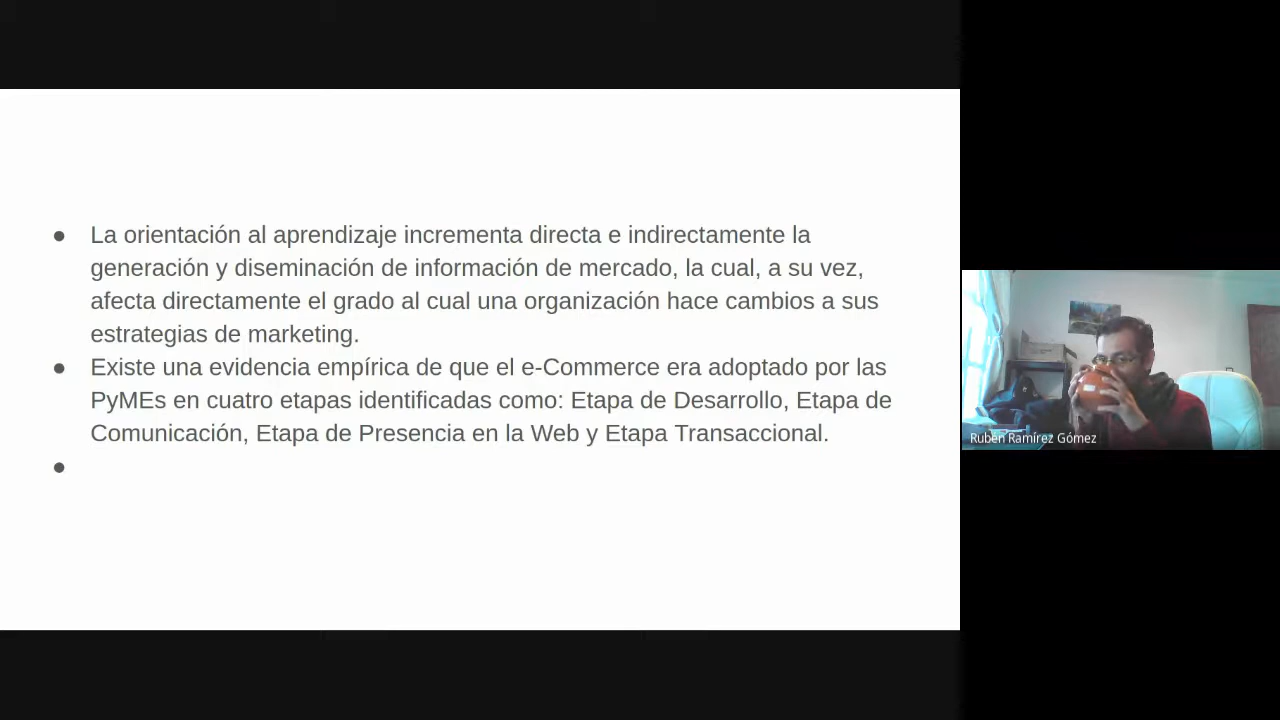 ● La orientación al aprendizaje incrementa directa e indirectamente la
generación y diseminación de información de mercado, la cual, a su vez,
afecta directamente el grado al cual una organización hace cambios a sus
estrategias de marketing.
● Existe una evidencia empírica de que el e-Commerce era adoptado por las
PyMEs en cuatro etapas identificadas como: Etapa de Desarrollo, Etapa de
Comunicación, Etapa de Presencia en la Web y Etapa Transaccional.
●
Rubén Ramírez Gómez